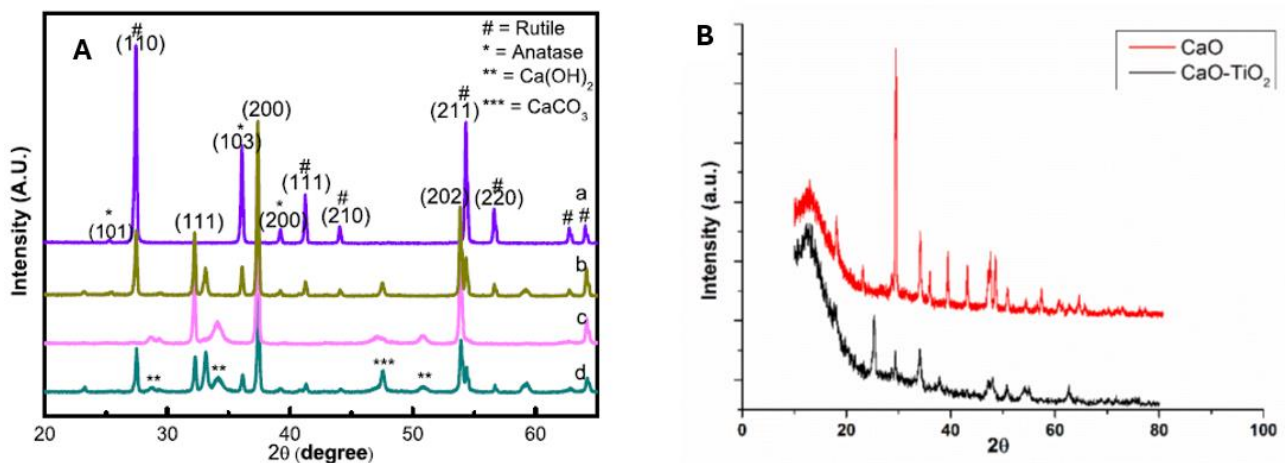 A
# = Rutile
* = Anatase
** = Ca(OH)2
*** = CaCO3
#
(110)
*
(101)
(111)
*
(103)
(200)
*
(200)
#
(111)
#
(210)
(202)
#
(211)
#
(220)
#
#
a
b
c
d
**
**
***
**
Intensity (A.U.)
20
30
40
50
60
2θ (degree)
B
CaO
CaO-TiO2
Intensity (a.u.)
0
20
40
60
80
100
2θ